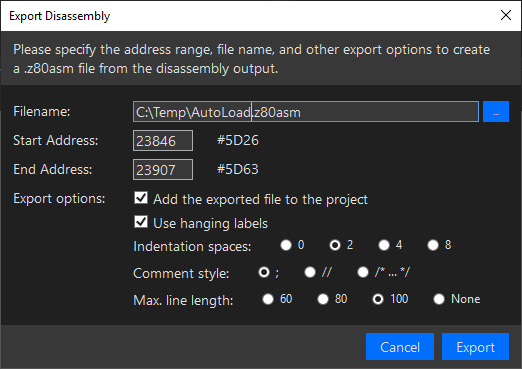 Export Disassembly
Please specify the address range, file name, and other export options to create
a .z80asm file from the disassembly output.
Filename: C:\Temp\AutoLoad.z80asm ...
Start Address: 23846 #5D26
End Address: 23907 #5D63
Export options: Add the exported file to the project
Use hanging labels
Indentation spaces: 0 2 4 8
Comment style: ; // /* ... */
Max. line length: 60 80 100 None
Cancel Export